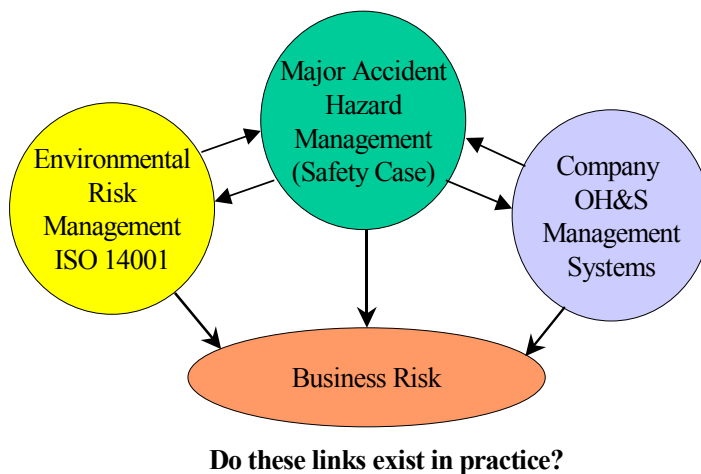 Major Accident
Hazard
Management
(Safety Case)
Environmental
Risk
Management
ISO 14001
Company
OH&S
Management
Systems
Business Risk
Do these links exist in practice?